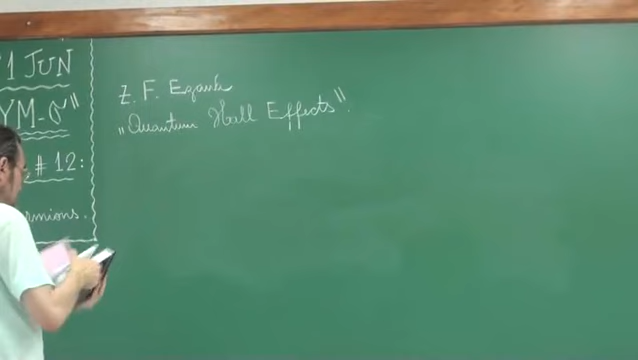 1 JUN
YM-σ"
# 12:
rmions.
Z. F. Ezawa
„Quantum Hall Effects".